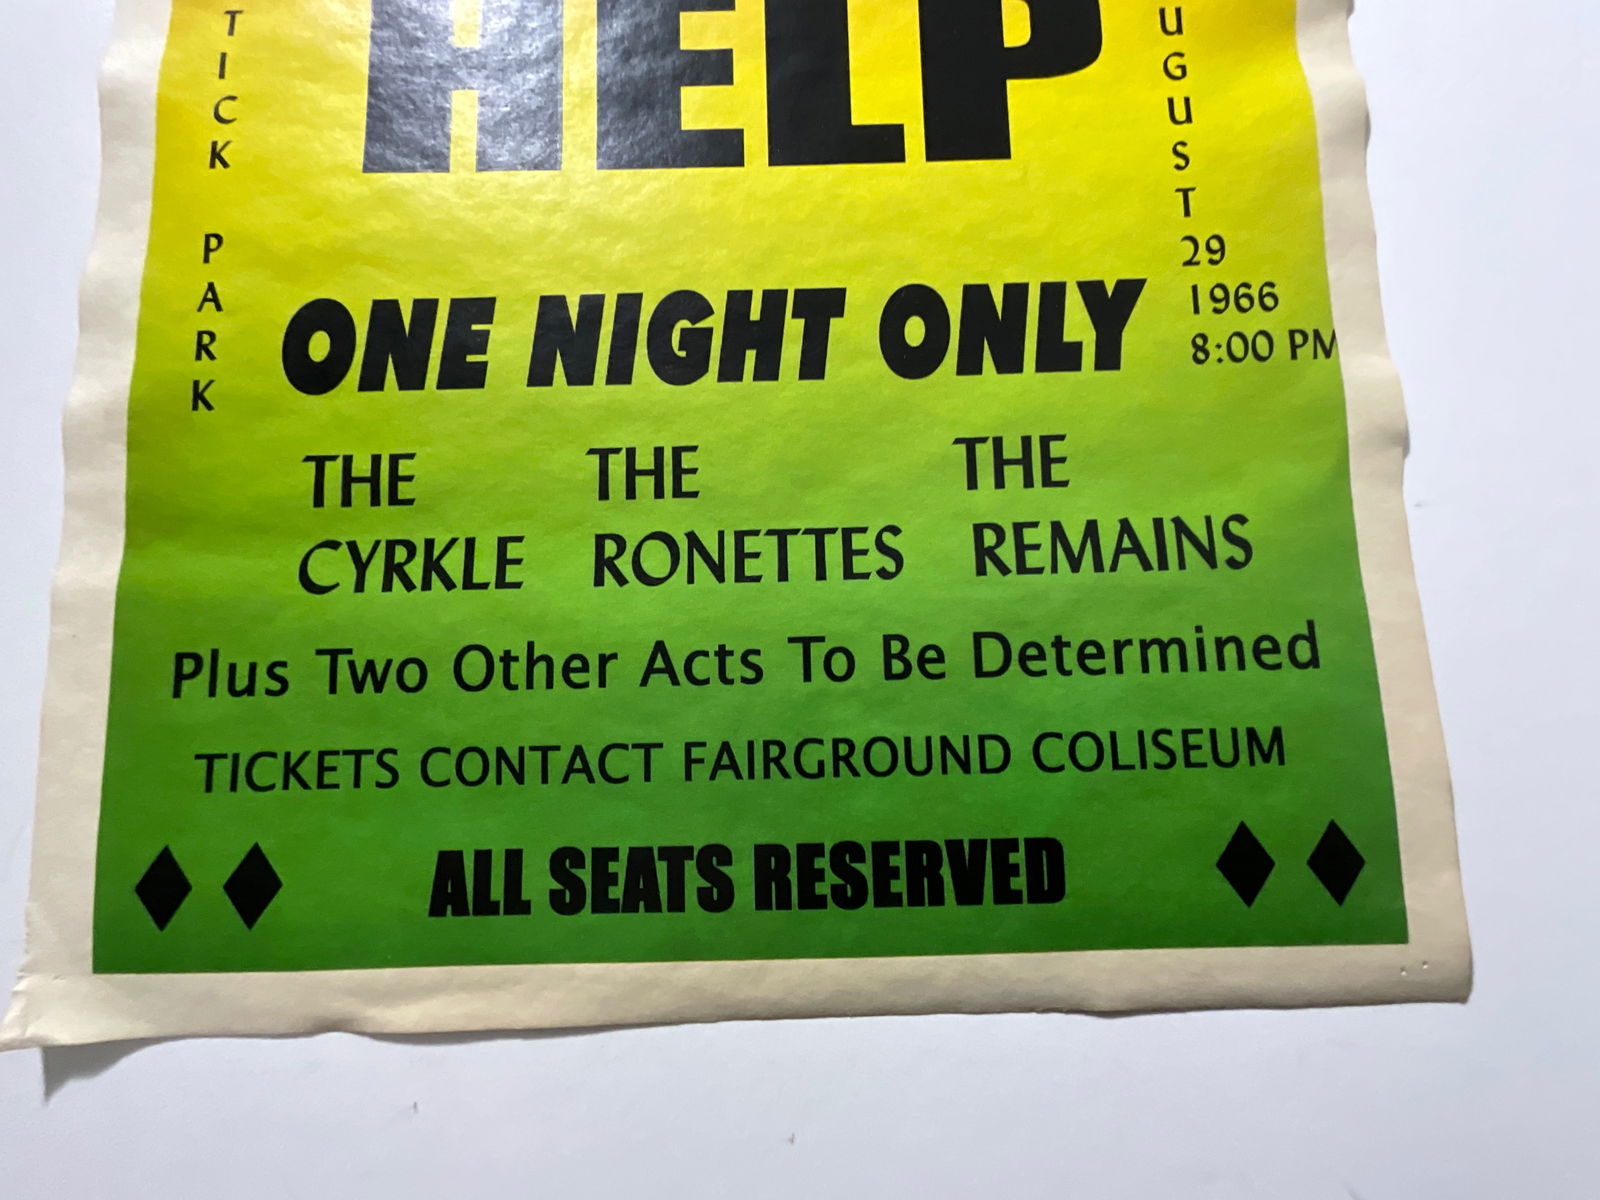 TICK PARK
HELP
UGUST
29
1966
8:00 PM
ONE NIGHT ONLY
THE CYRKLE
THE RONETTES
THE REMAINS
Plus Two Other Acts To Be Determined
TICKETS CONTACT FAIRGROUND COLISEUM
ALL SEATS RESERVED